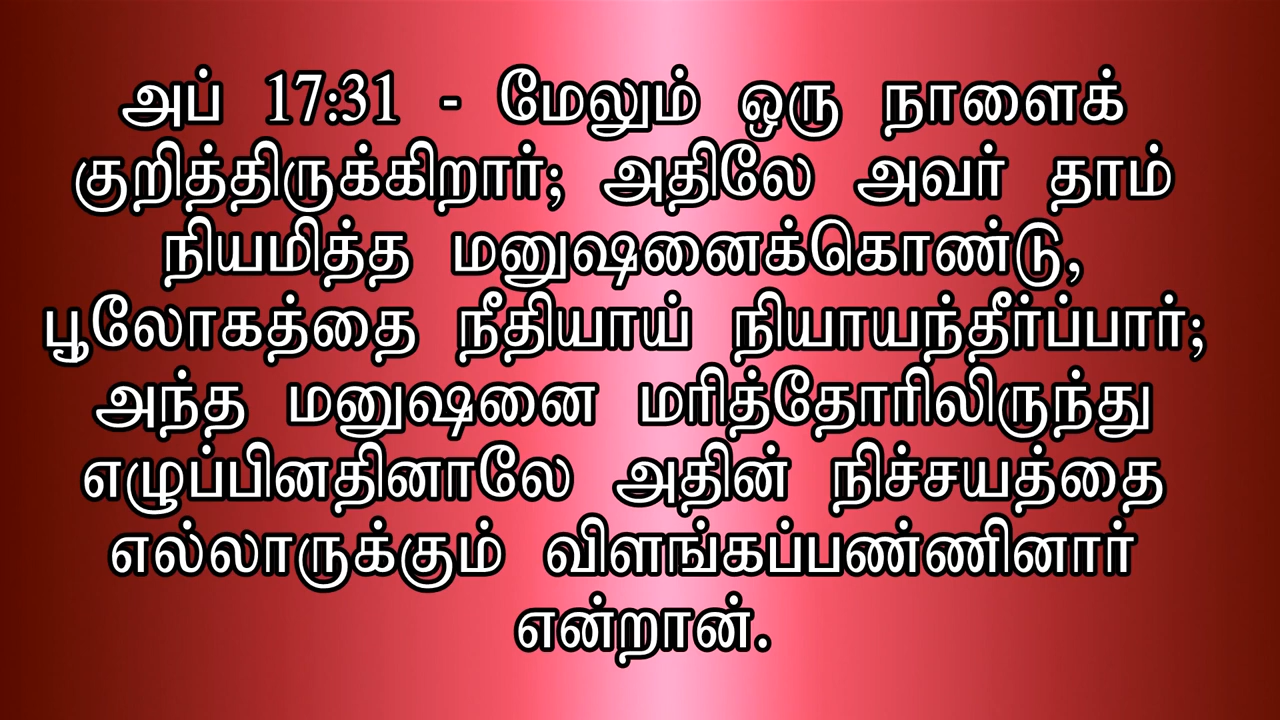 அப் 17:31 - மேலும் ஒரு நாளைக்
குறித்திருக்கிறார்; அதிலே அவர் தாம்
நியமித்த மனுஷனைக்கொண்டு,
பூலோகத்தை நீதியாய் நியாயந்தீர்ப்பார்;
அந்த மனுஷனை மரித்தோரிலிருந்து
எழுப்பினதினாலே அதின் நிச்சயத்தை
எல்லாருக்கும் விளங்கப்பண்ணினார்
என்றான்.